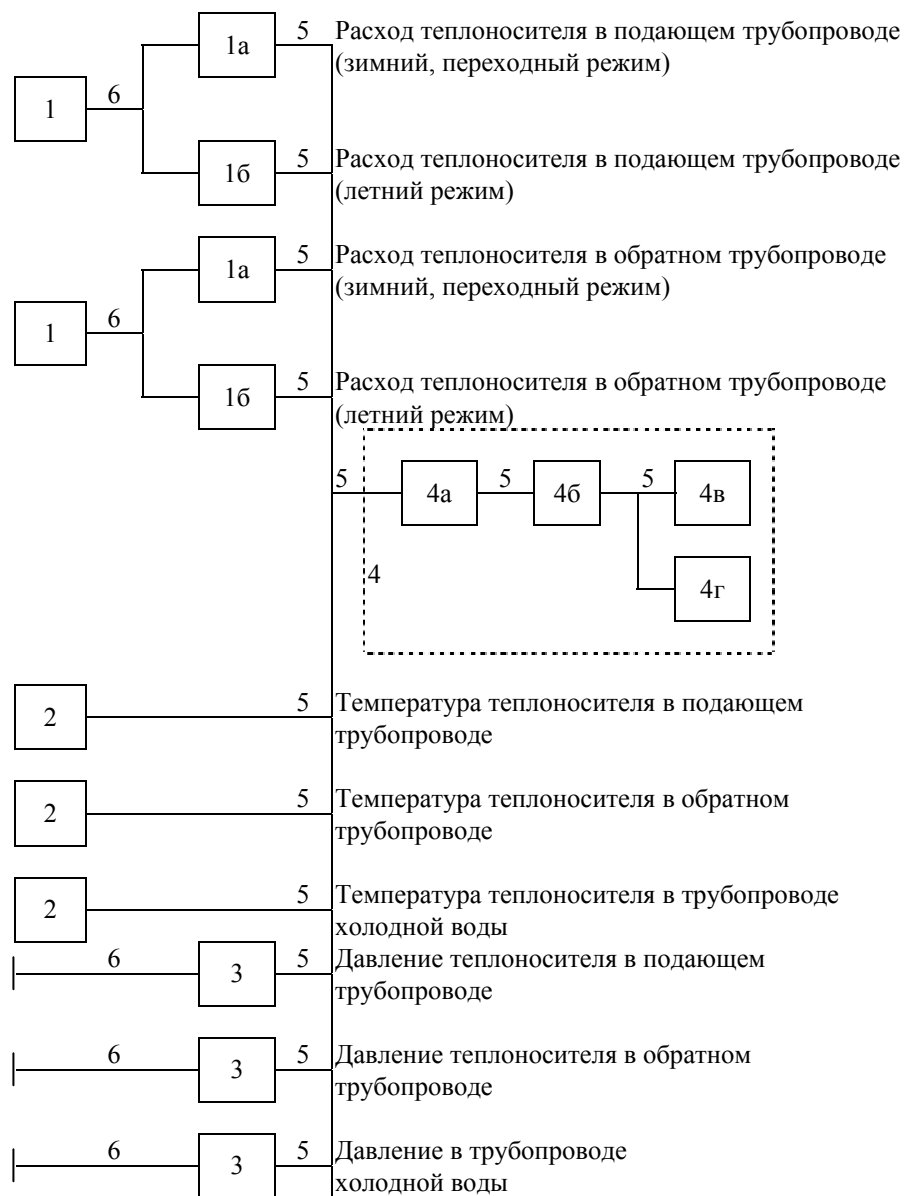 1а 5 Расход теплоносителя в подающем трубопроводе
(зимний, переходный режим)
1 6
1б 5 Расход теплоносителя в подающем трубопроводе
(летний режим)
1а 5 Расход теплоносителя в обратном трубопроводе
(зимний, переходный режим)
1 6
1б 5 Расход теплоносителя в обратном трубопроводе
(летний режим)
5 4а 5 4б 5 4в
4 4г
2 5 Температура теплоносителя в подающем
трубопроводе
2 5 Температура теплоносителя в обратном
трубопроводе
2 5 Температура теплоносителя в трубопроводе
холодной воды
6 3 5 Давление теплоносителя в подающем
трубопроводе
6 3 5 Давление теплоносителя в обратном
трубопроводе
6 3 5 Давление в трубопроводе
холодной воды